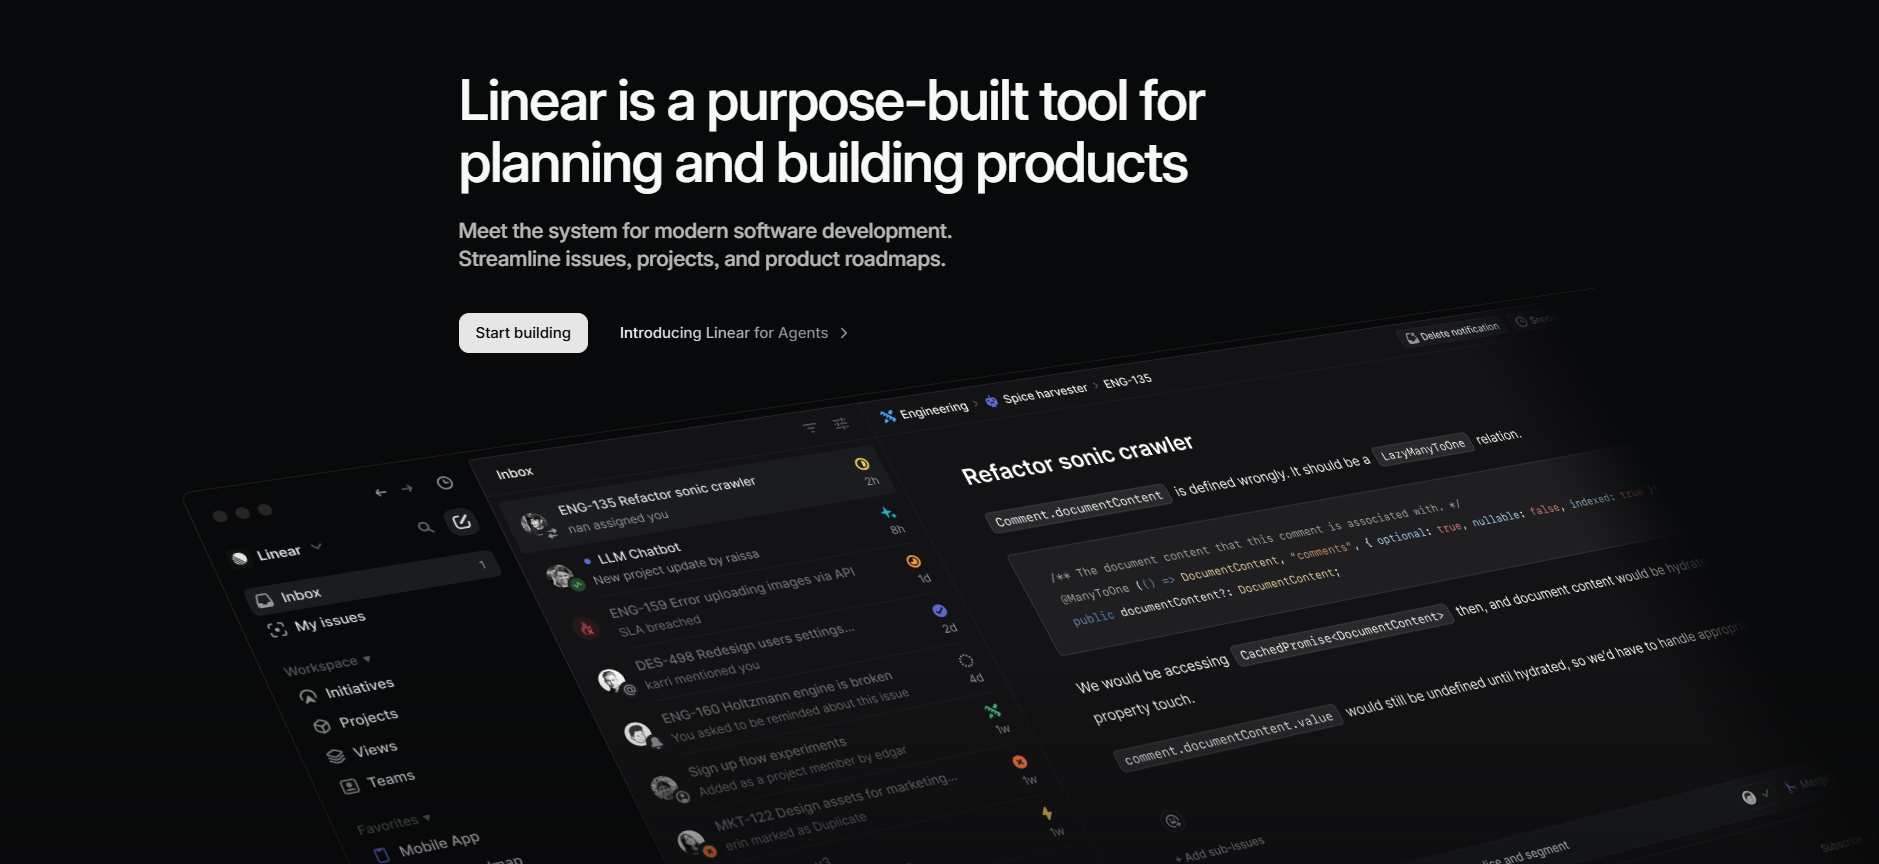 Linear is a purpose-built tool for
planning and building products
Meet the system for modern software development.
Streamline issues, projects, and product roadmaps.
Start building
Introducing Linear for Agents
Linear
Inbox
1
My issues
Workspace
Initiatives
Projects
Views
Teams
Favorites
Mobile App
Inbox
ENG-135 Refactor sonic crawler
nan assigned you
2h
LLM Chatbot
New project update by raissa
8h
ENG-159 Error uploading images via API
SLA breached
1d
DES-498 Redesign users settings...
karri mentioned you
2d
ENG-160 Holtzmann engine is broken
You asked to be reminded about this issue
4d
Sign up flow experiments
Added as a project member by edgar
1w
MKT-122 Design assets for marketing...
erin marked as Duplicate
1w
1w
Engineering › Spice harvester › ENG-135
Delete notification
Refactor sonic crawler
Comment.documentContent is defined wrongly. It should be a LazyManyToOne relation.
/** The document content that this comment is associated with. */
@ManyToOne (() => DocumentContent, "comments", { optional: true, nullable: false, indexed: true })
public documentContent?: DocumentContent;
We would be accessing CachedPromise<DocumentContent> then, and document content would be
property touch.
comment.documentContent.value would still be undefined until hydrated, so we'd have to handle
+ Add sub-issues
and segment